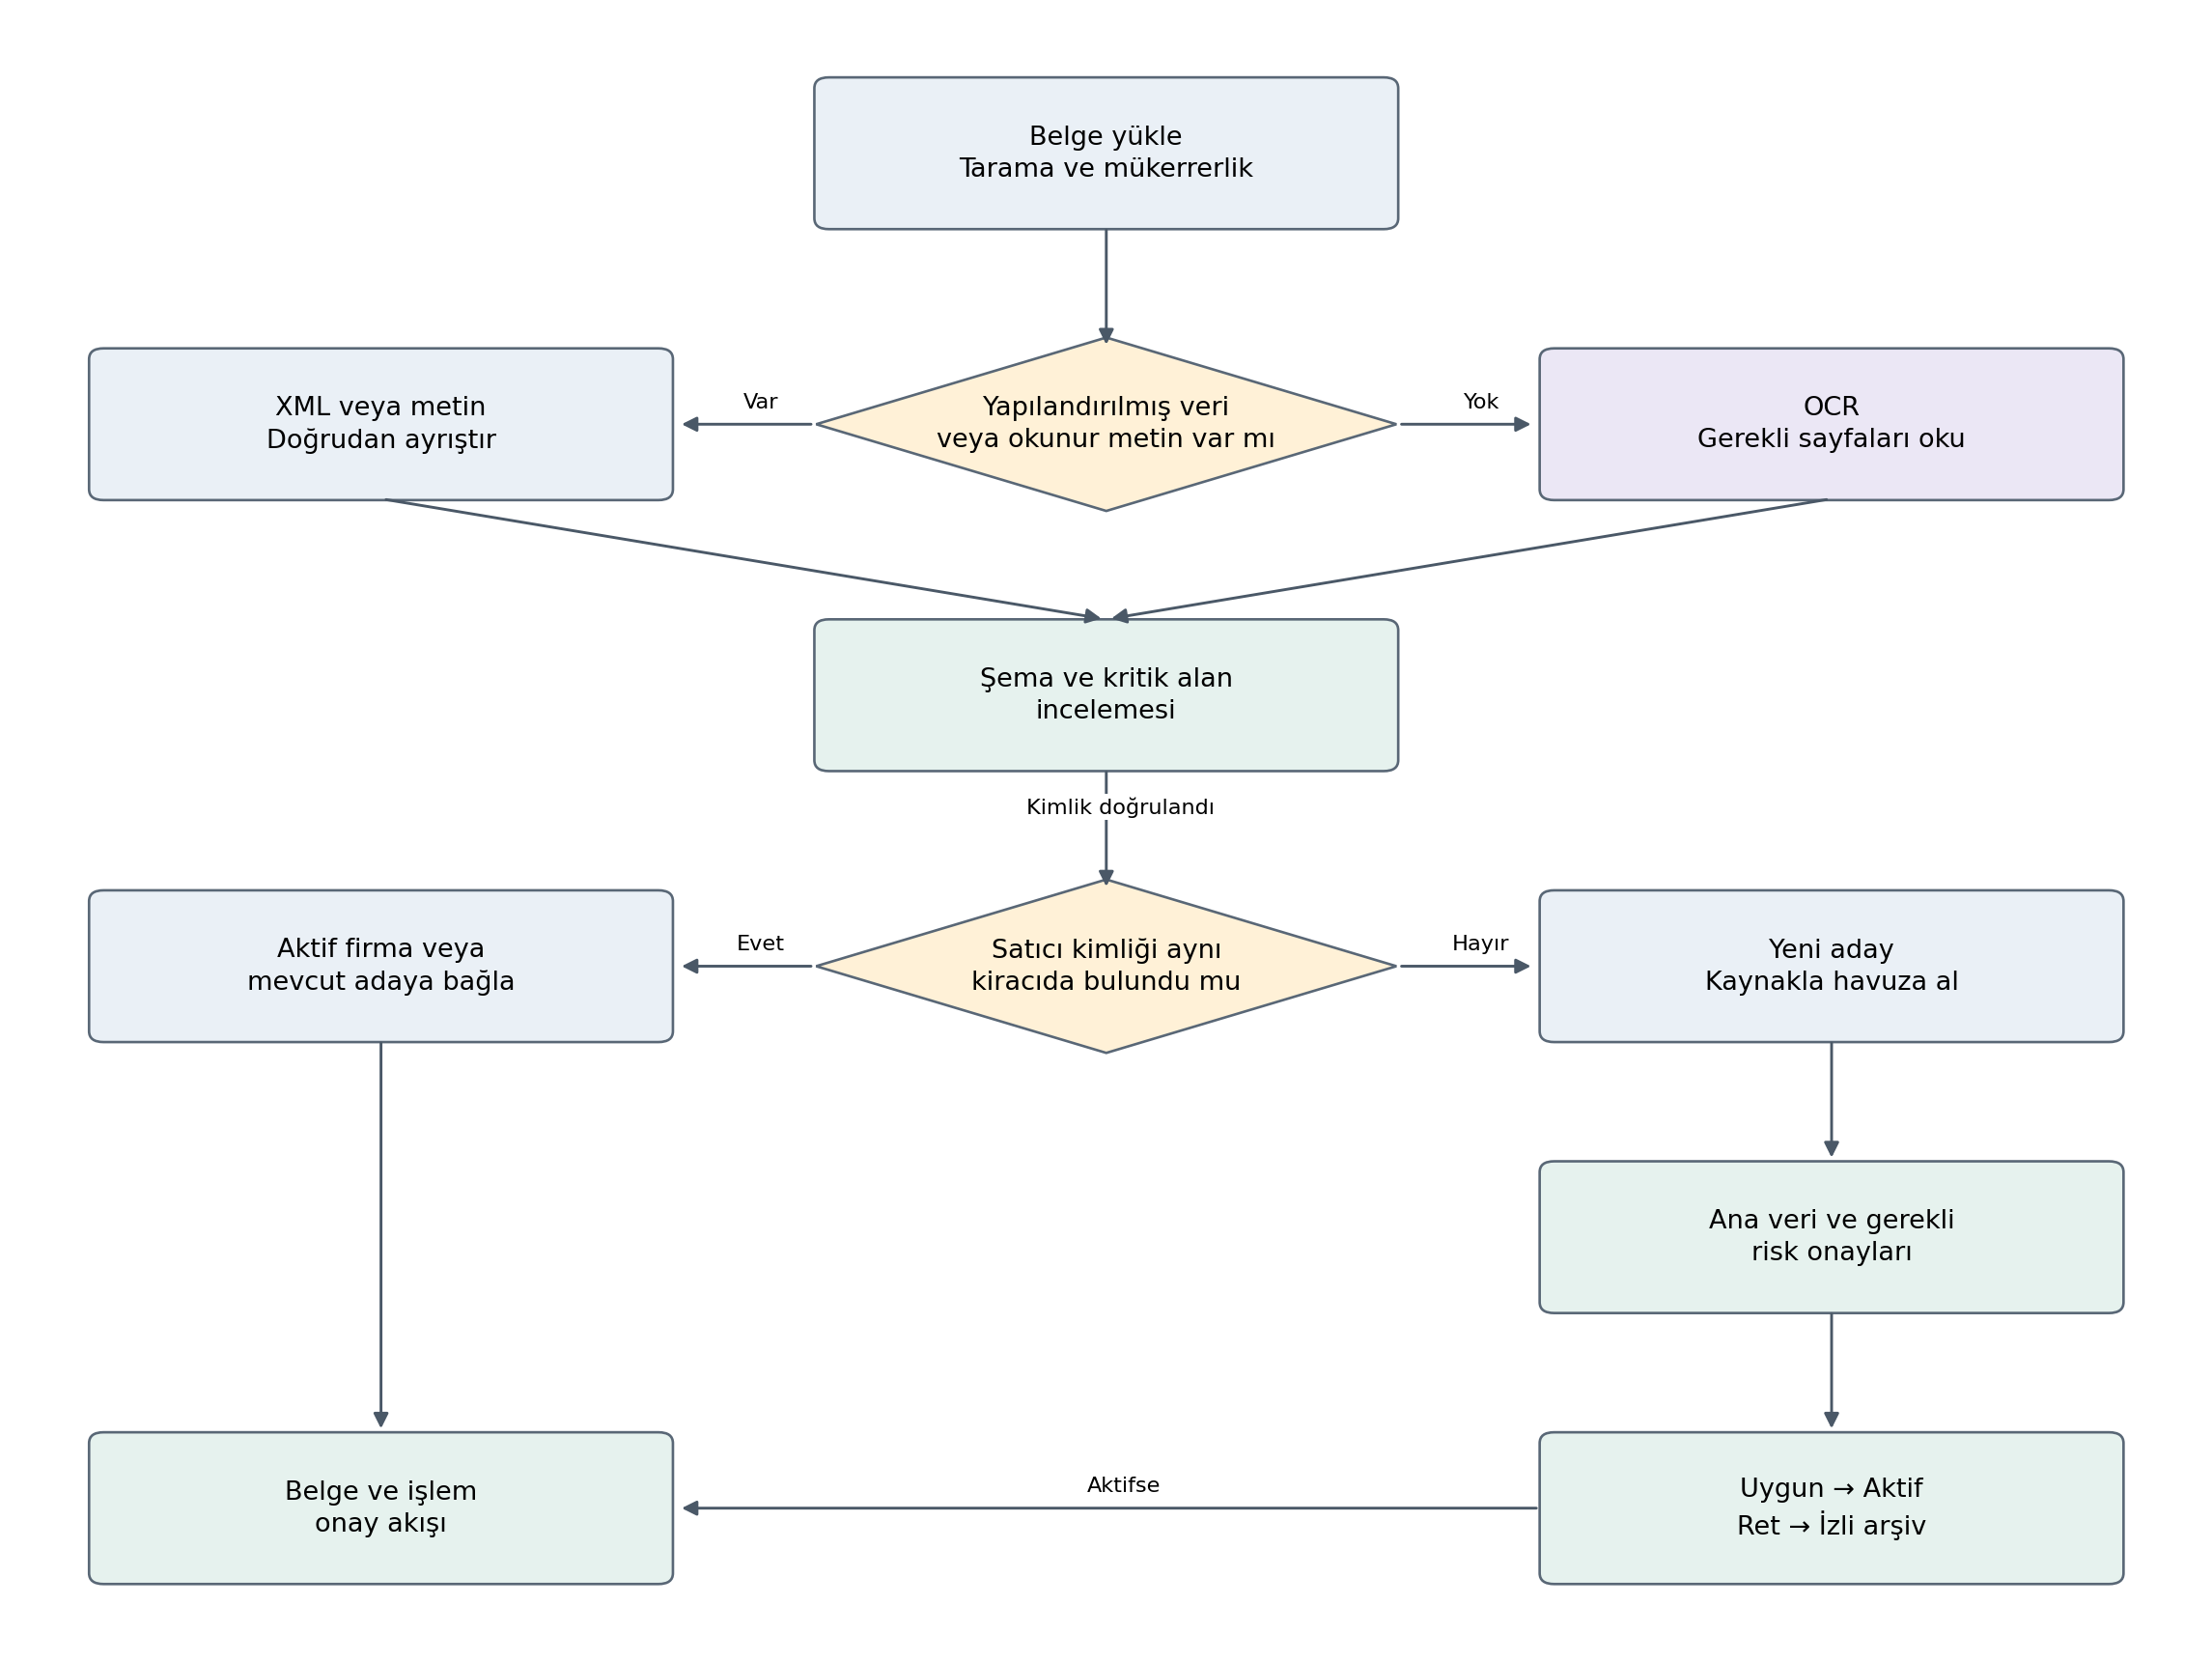 Belge yükle
Tarama ve mükerrerlik
XML veya metin
Doğrudan ayrıştır
Var
Yapılandırılmış veri
veya okunur metin var mı
Yok
OCR
Gerekli sayfaları oku
Şema ve kritik alan
incelemesi
Kimlik doğrulandı
Aktif firma veya
mevcut adaya bağla
Evet
Satıcı kimliği aynı
kiracıda bulundu mu
Hayır
Yeni aday
Kaynakla havuza al
Ana veri ve gerekli
risk onayları
Belge ve işlem
onay akışı
Aktifse
Uygun → Aktif
Ret → İzli arşiv